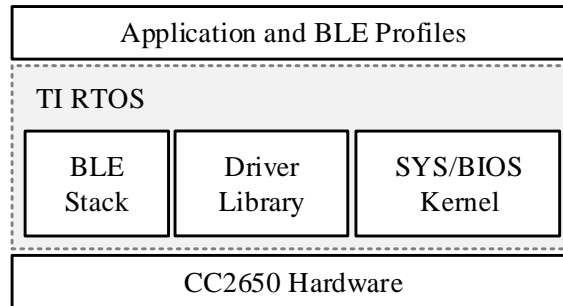 Application and BLE Profiles
TI RTOS
BLE
Stack
Driver
Library
SYS/BIOS
Kernel
CC2650 Hardware